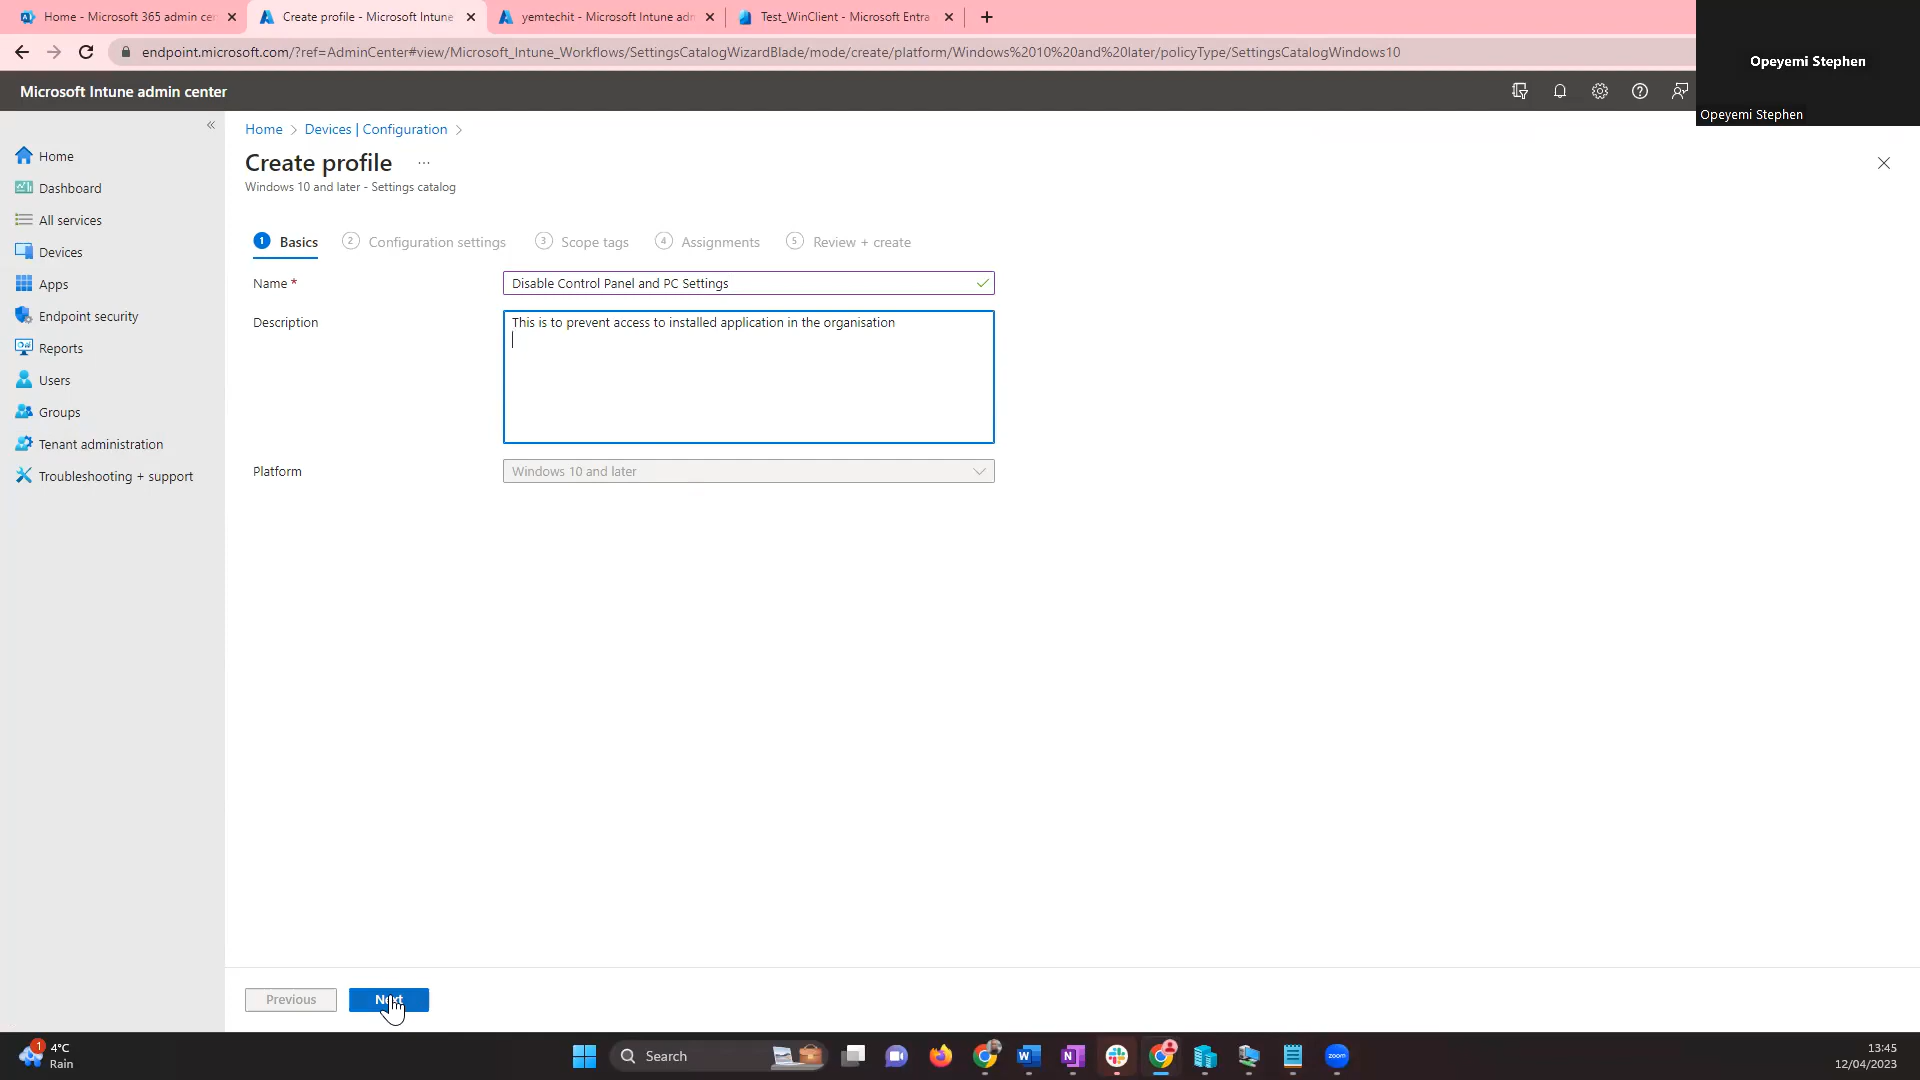 Home - Microsoft 365 admin cer
Create profile - Microsoft Intune
yemtechit - Microsoft Intune adm
Test_WinClient - Microsoft Entra
endpoint.microsoft.com/?ref=AdminCenter#view/Microsoft_Intune_Workflows/SettingsCatalogWizardBlade/mode/create/platform/Windows%2010%20and%20later/policyType/SettingsCatalogWindows10
Opeyemi Stephen
Opeyemi Stephen
Microsoft Intune admin center
Home
Dashboard
All services
Devices
Apps
Endpoint security
Reports
Users
Groups
Tenant administration
Troubleshooting + support
Home > Devices | Configuration >
Create profile ...
Windows 10 and later - Settings catalog
1 Basics 2 Configuration settings 3 Scope tags 4 Assignments 5 Review + create
Name * Disable Control Panel and PC Settings
Description This is to prevent access to installed application in the organisation
Platform Windows 10 and later
Previous Next
1 4°C
Rain
Search
zoom
13:45
12/04/2023